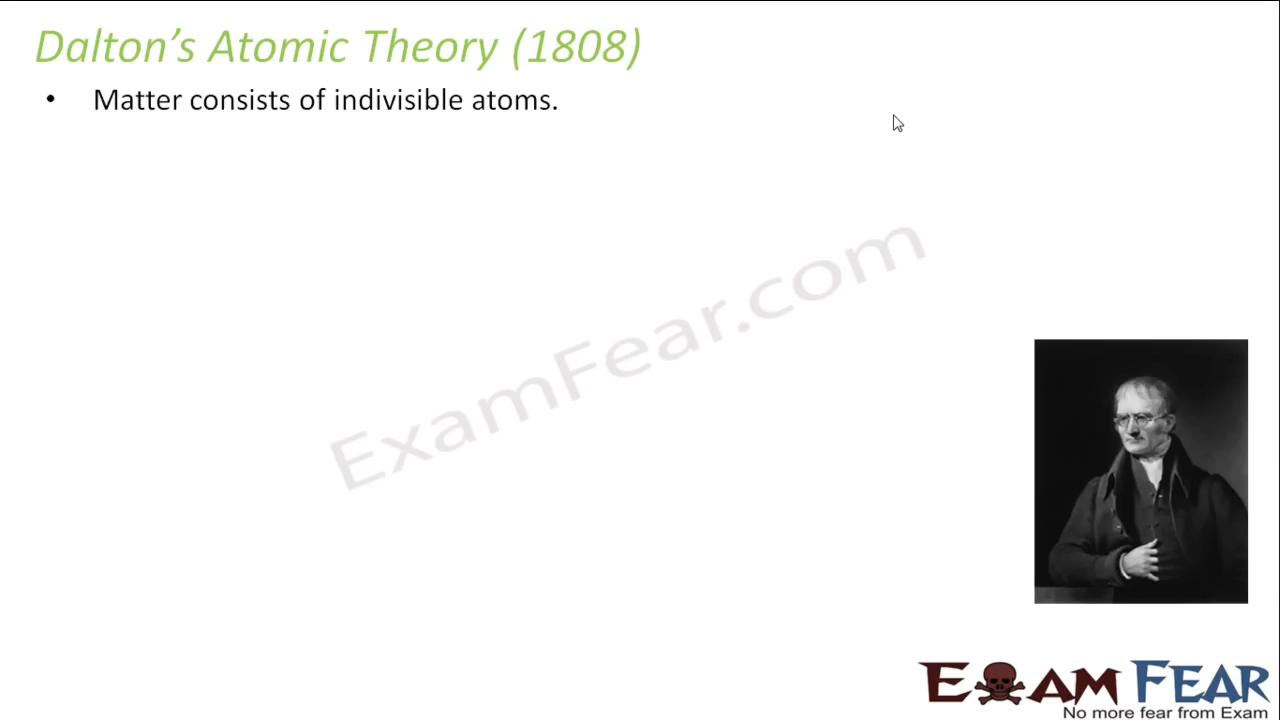 Dalton’s Atomic Theory (1808)
• Matter consists of indivisible atoms.
ExamFear.com
EXAM FEAR
No more fear from Exam